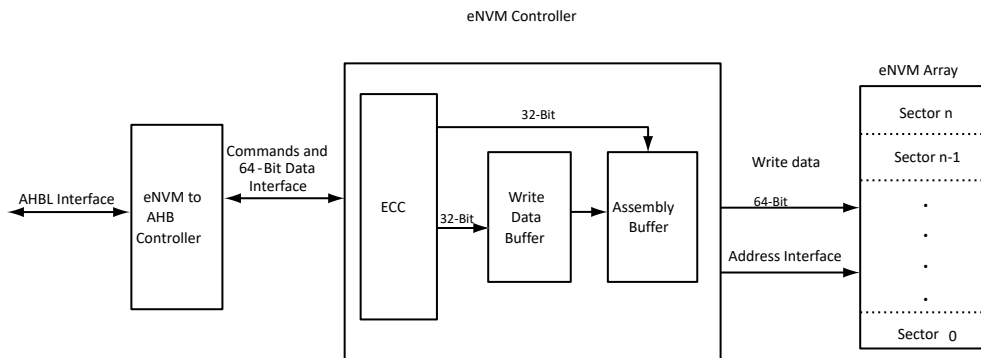 eNVM Controller
eNVM Array
Sector n
Sector n-1
Sector 0
AHBL Interface
eNVM to
AHB
Controller
Commands and
64-Bit Data
Interface
ECC
32-Bit
32-Bit
Write
Data
Buffer
Assembly
Buffer
Write data
64-Bit
Address Interface